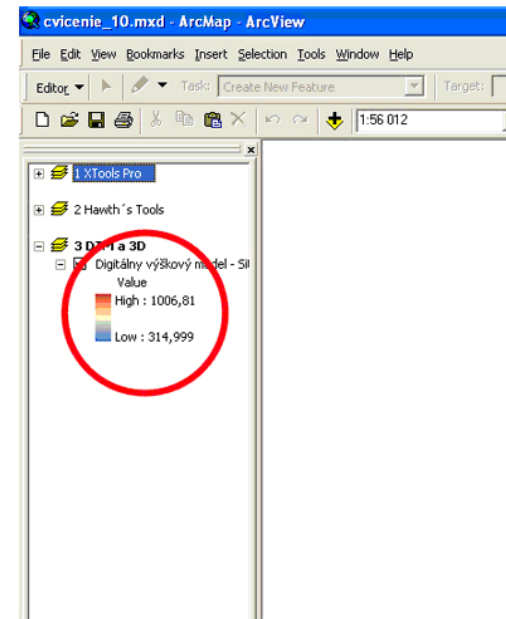 cvicenie_10.mxd - ArcMap - ArcView
File Edit View Bookmarks Insert Selection Tools Window Help
Editor Task: Create New Feature Target:
1:56 012
1 XTools Pro
2 Hawth´s Tools
3 DTM a 3D
Digitálny výškový model -
Value
High : 1006,81
Low : 314,999